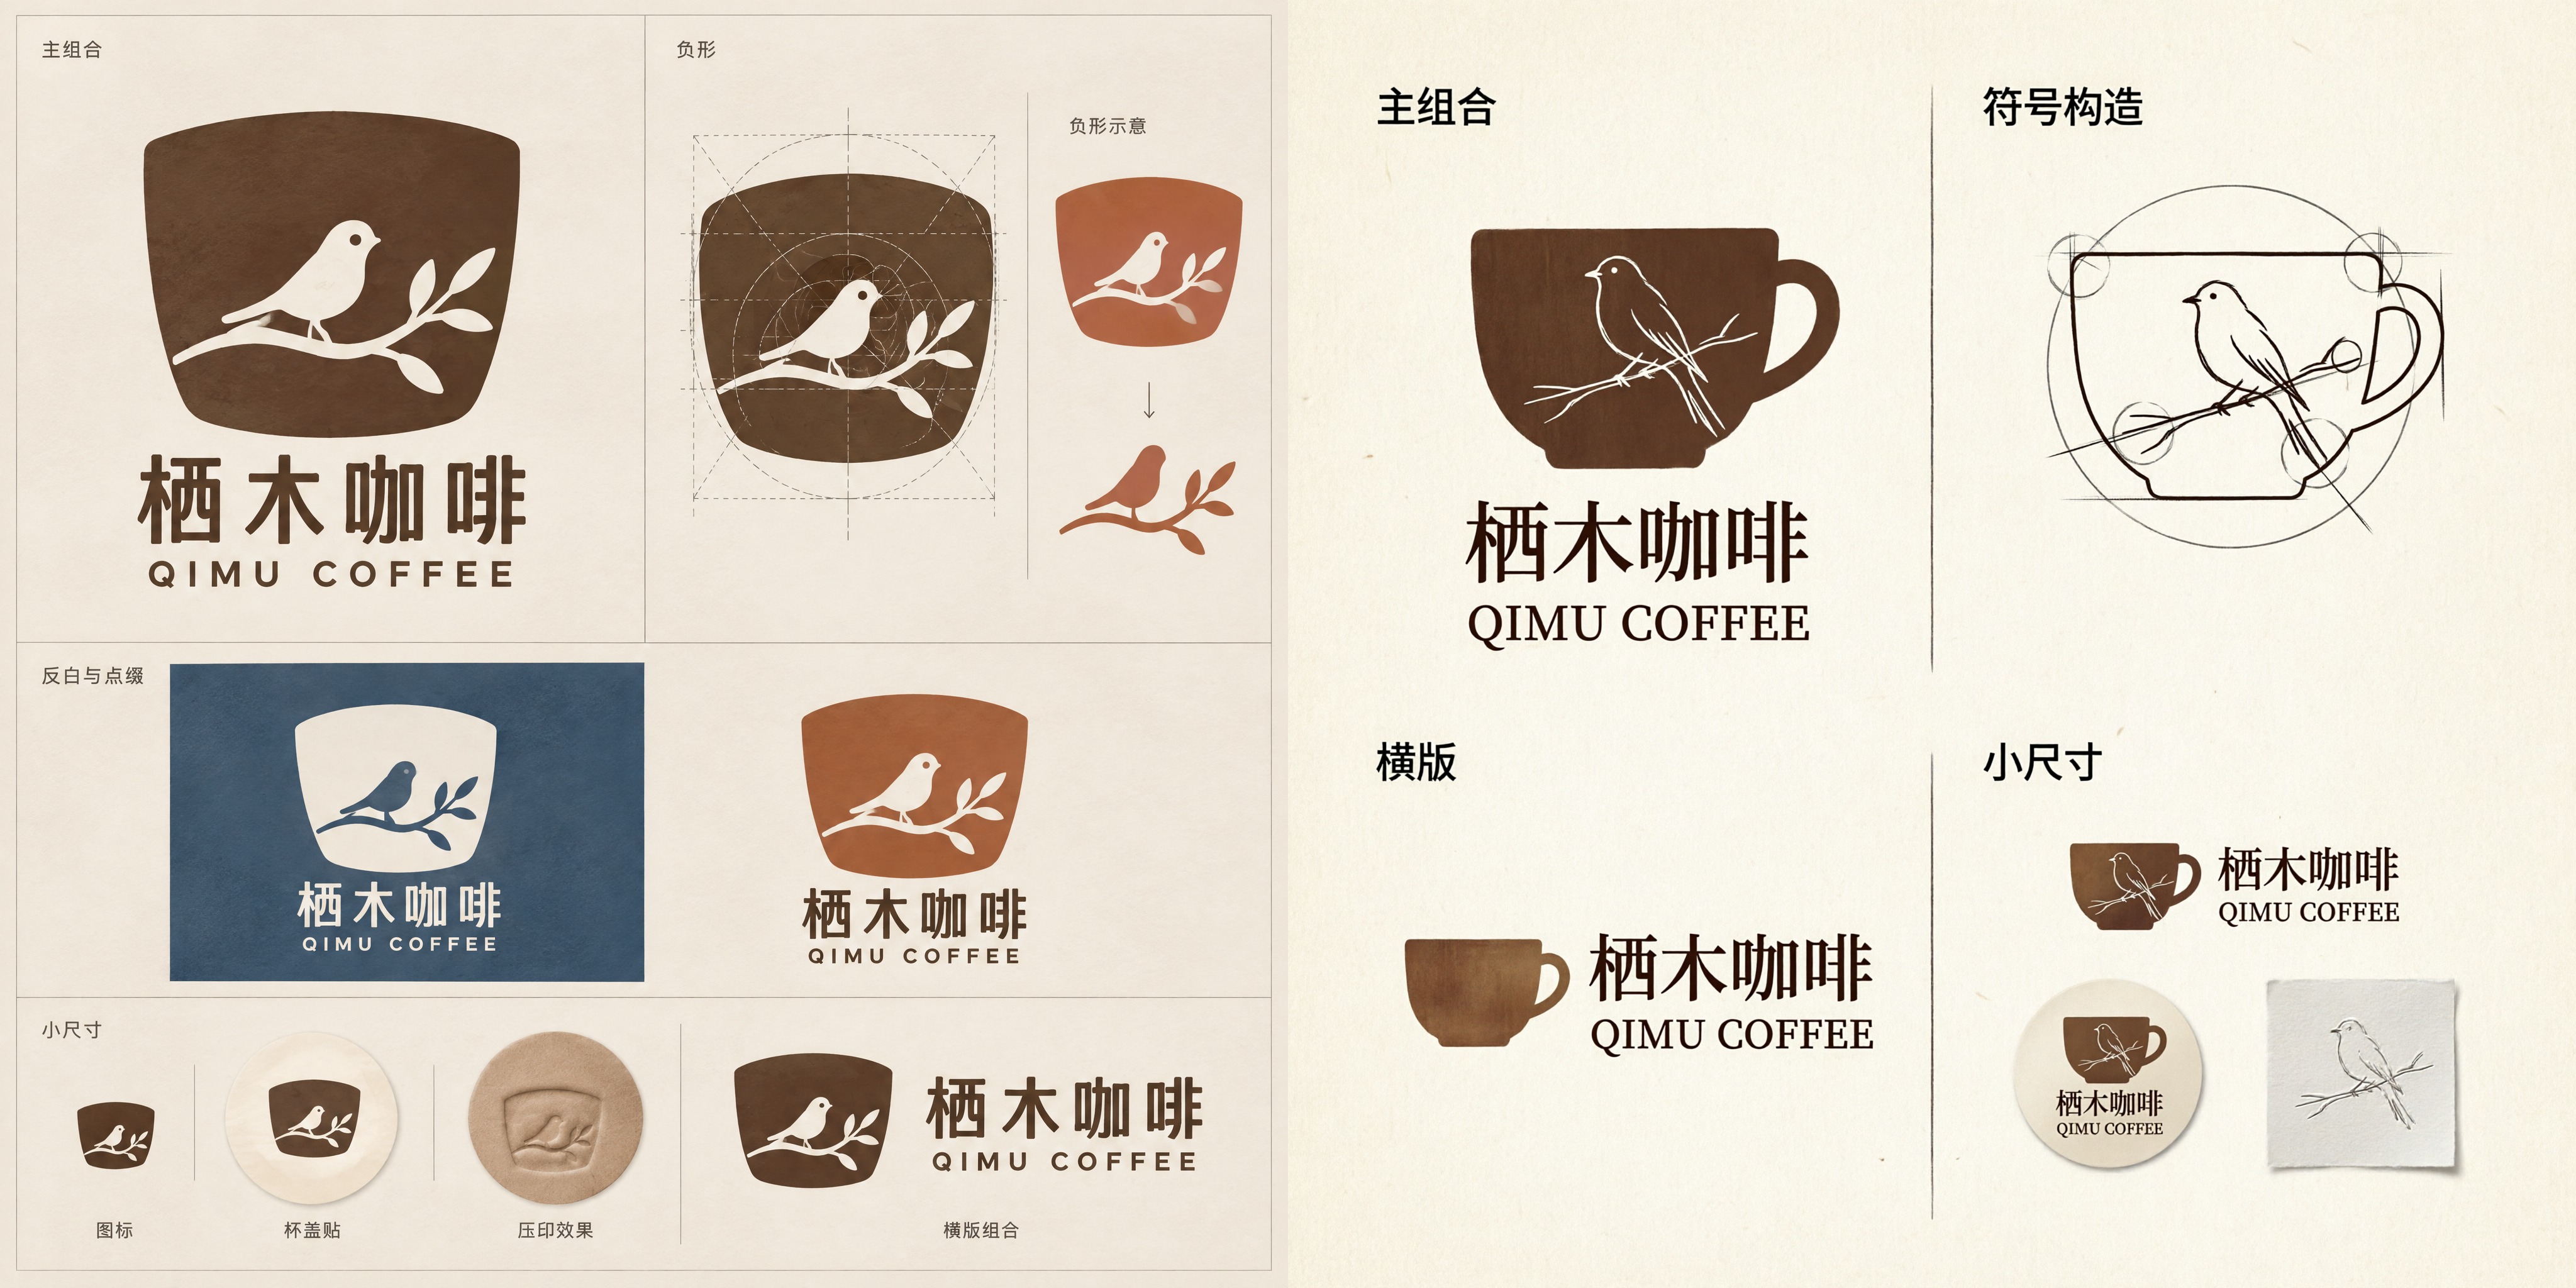 主组合
栖木咖啡
QIMU COFFEE
负形
负形示意
反白与点缀
栖木咖啡
QIMU COFFEE
栖木咖啡
QIMU COFFEE
小尺寸
图标
杯盖贴
压印效果
栖木咖啡
QIMU COFFEE
横版组合
主组合
栖木咖啡
QIMU COFFEE
符号构造
横版
栖木咖啡
QIMU COFFEE
小尺寸
栖木咖啡
QIMU COFFEE
栖木咖啡
QIMU COFFEE